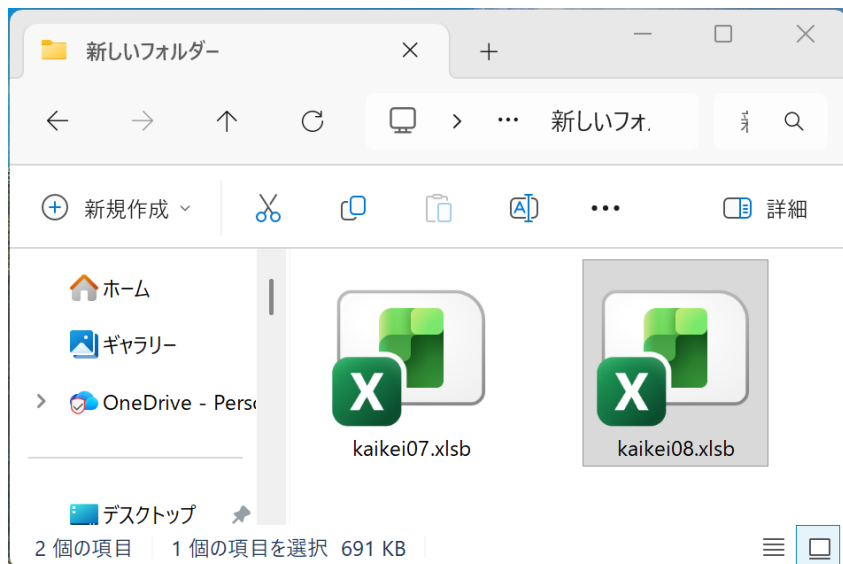 新しいフォルダー
新しいフォ.
新規作成
詳細
ホーム
ギャラリー
OneDrive - Perso
デスクトップ
kaikei07.xlsb
kaikei08.xlsb
2 個の項目 1 個の項目を選択 691 KB